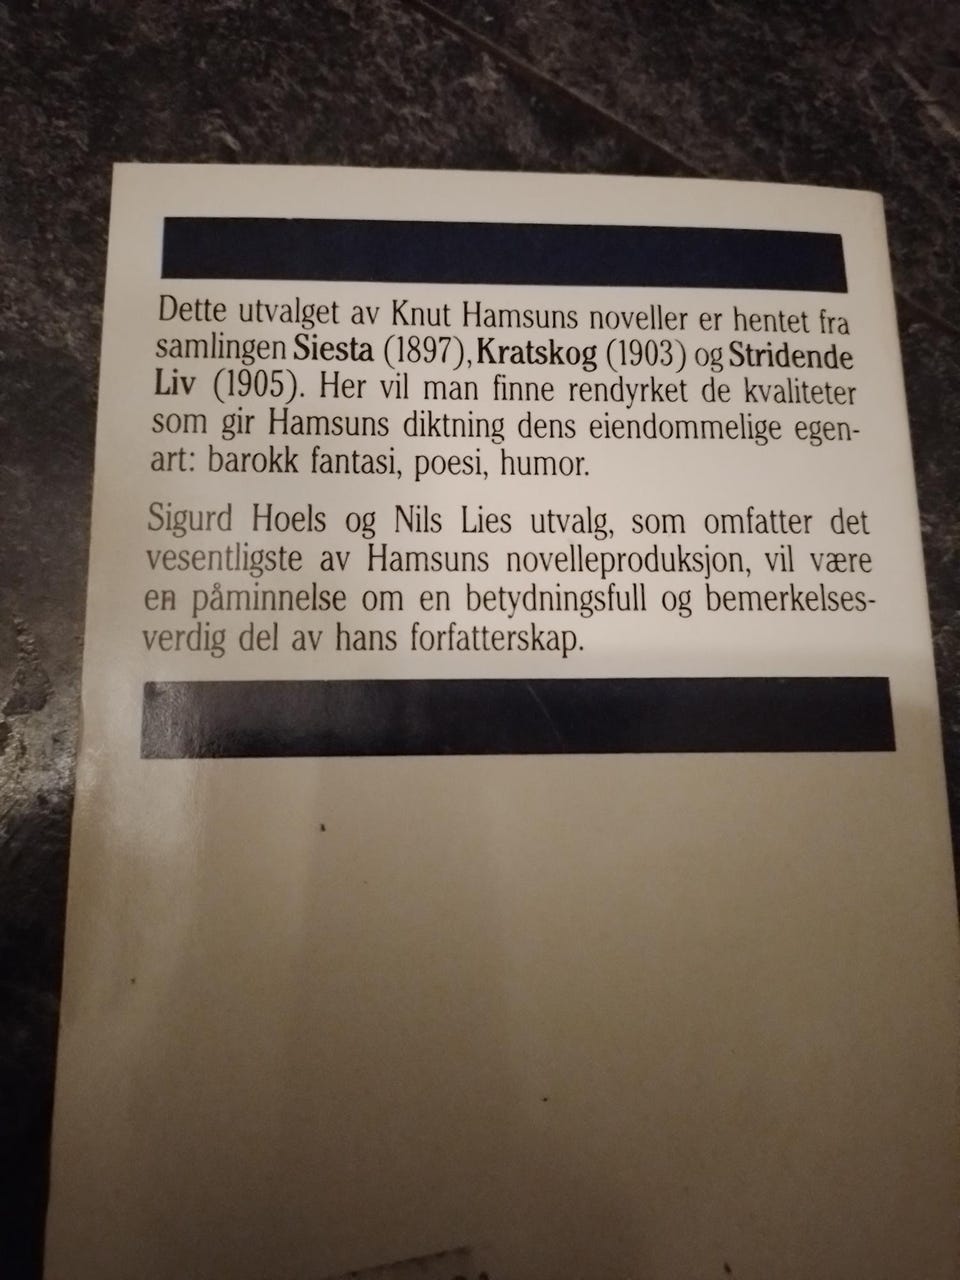 Dette utvalget av Knut Hamsuns noveller er hentet fra
samlingen Siesta (1897), Kratskog (1903) og Stridende
Liv (1905). Her vil man finne rendyrket de kvaliteter
som gir Hamsuns diktning dens eiendommelige egen-
art: barokk fantasi, poesi, humor.
Sigurd Hoels og Nils Lies utvalg, som omfatter det
vesentligste av Hamsuns novelleproduksjon, vil være
en påminnelse om en betydningsfull og bemerkelses-
verdig del av hans forfatterskap.